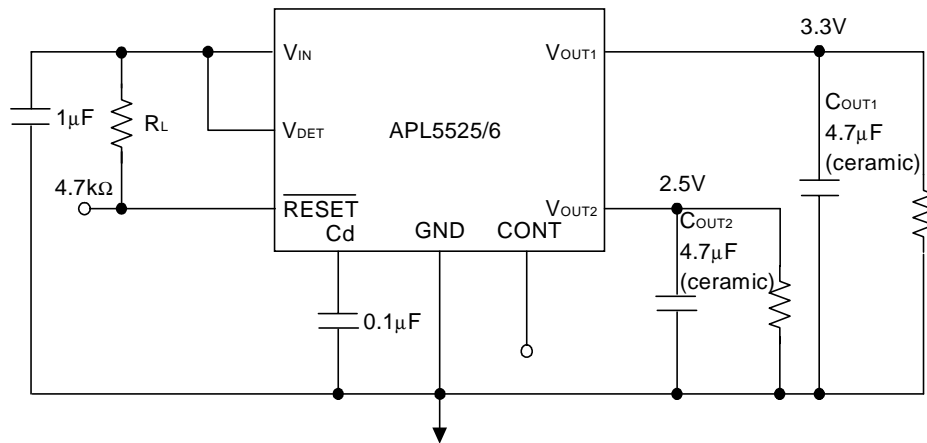 3.3V
VIN
VOUT1
1μF
RL
VDET
APL5525/6
COUT1
4.7μF
(ceramic)
4.7kΩ
RESET
2.5V
VOUT2
Cd
GND
CONT
COUT2
4.7μF
(ceramic)
0.1μF